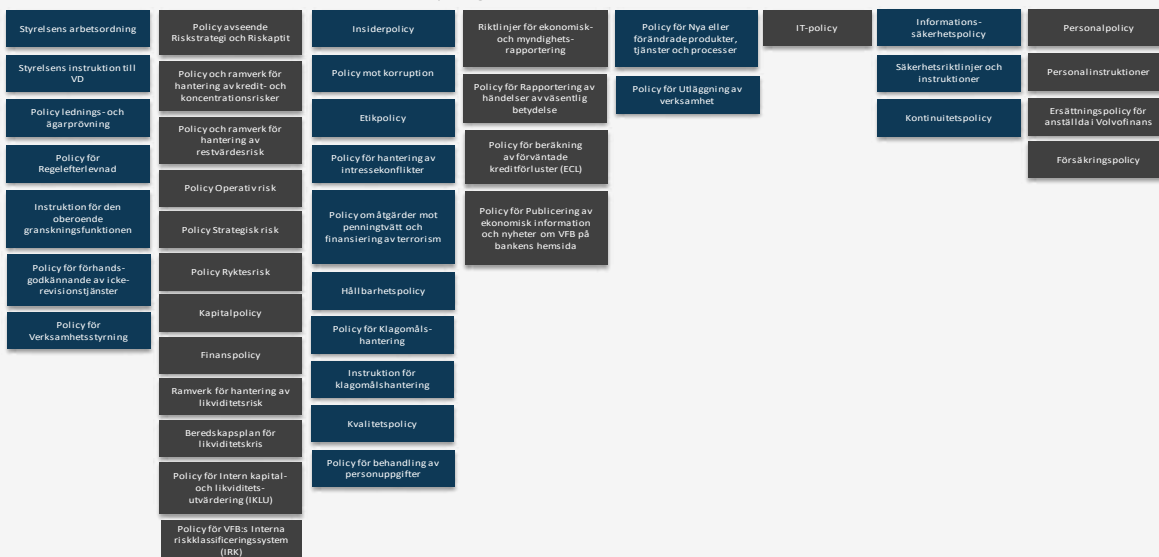 Styrelsens arbetsordning
Styrelsens instruktion till
VD
Policy lednings- och
ägarprövning
Policy för
Regelefterlevnad
Instruktion för den
oberoende
granskningsfunktionen
Policy för förhands-
godkännande av icke-
revisionstjänster
Policy för
Verksamhetsstyrning
Policy avseende
Riskstrategi och Riskaptit
Policy och ramverk för
hantering av kredit- och
koncentrationsrisker
Policy och ramverk för
hantering av
restvärdesrisk
Policy Operativ risk
Policy Strategisk risk
Policy Ryktesrisk
Kapitalpolicy
Finanspolicy
Ramverk för hantering av
likviditetsrisk
Beredskapsplan för
likviditetskris
Policy för Intern kapital-
och likviditets-
utvärdering (IKLU)
Policy för VFB:s Interna
riskklassificeringssystem
(IRK)
Insiderpolicy
Policy mot korruption
Etikpolicy
Policy för hantering av
intressekonflikter
Policy om åtgärder mot
penningtvätt och
finansiering av terrorism
Hållbarhetspolicy
Policy för Klagomåls-
hantering
Instruktion för
klagomålshantering
Kvalitetspolicy
Policy för behandling av
personuppgifter
Riktlinjer för ekonomisk-
och myndighets-
rapportering
Policy för Rapportering av
händelser av väsentlig
betydelse
Policy för beräkning
av förväntade
kreditförluster (ECL)
Policy för Publicering av
ekonomisk information
och nyheter om VFB på
bankens hemsida
Policy för Nya eller
förändrade produkter,
tjänster och processer
Policy för Utläggning av
verksamhet
IT-policy
Informations-
säkerhetspolicy
Säkerhetsriktlinjer och
instruktioner
Kontinuitetspolicy
Personalpolicy
Personalinstruktioner
Ersättningspolicy för
anställda i Volvofinans
Försäkringspolicy